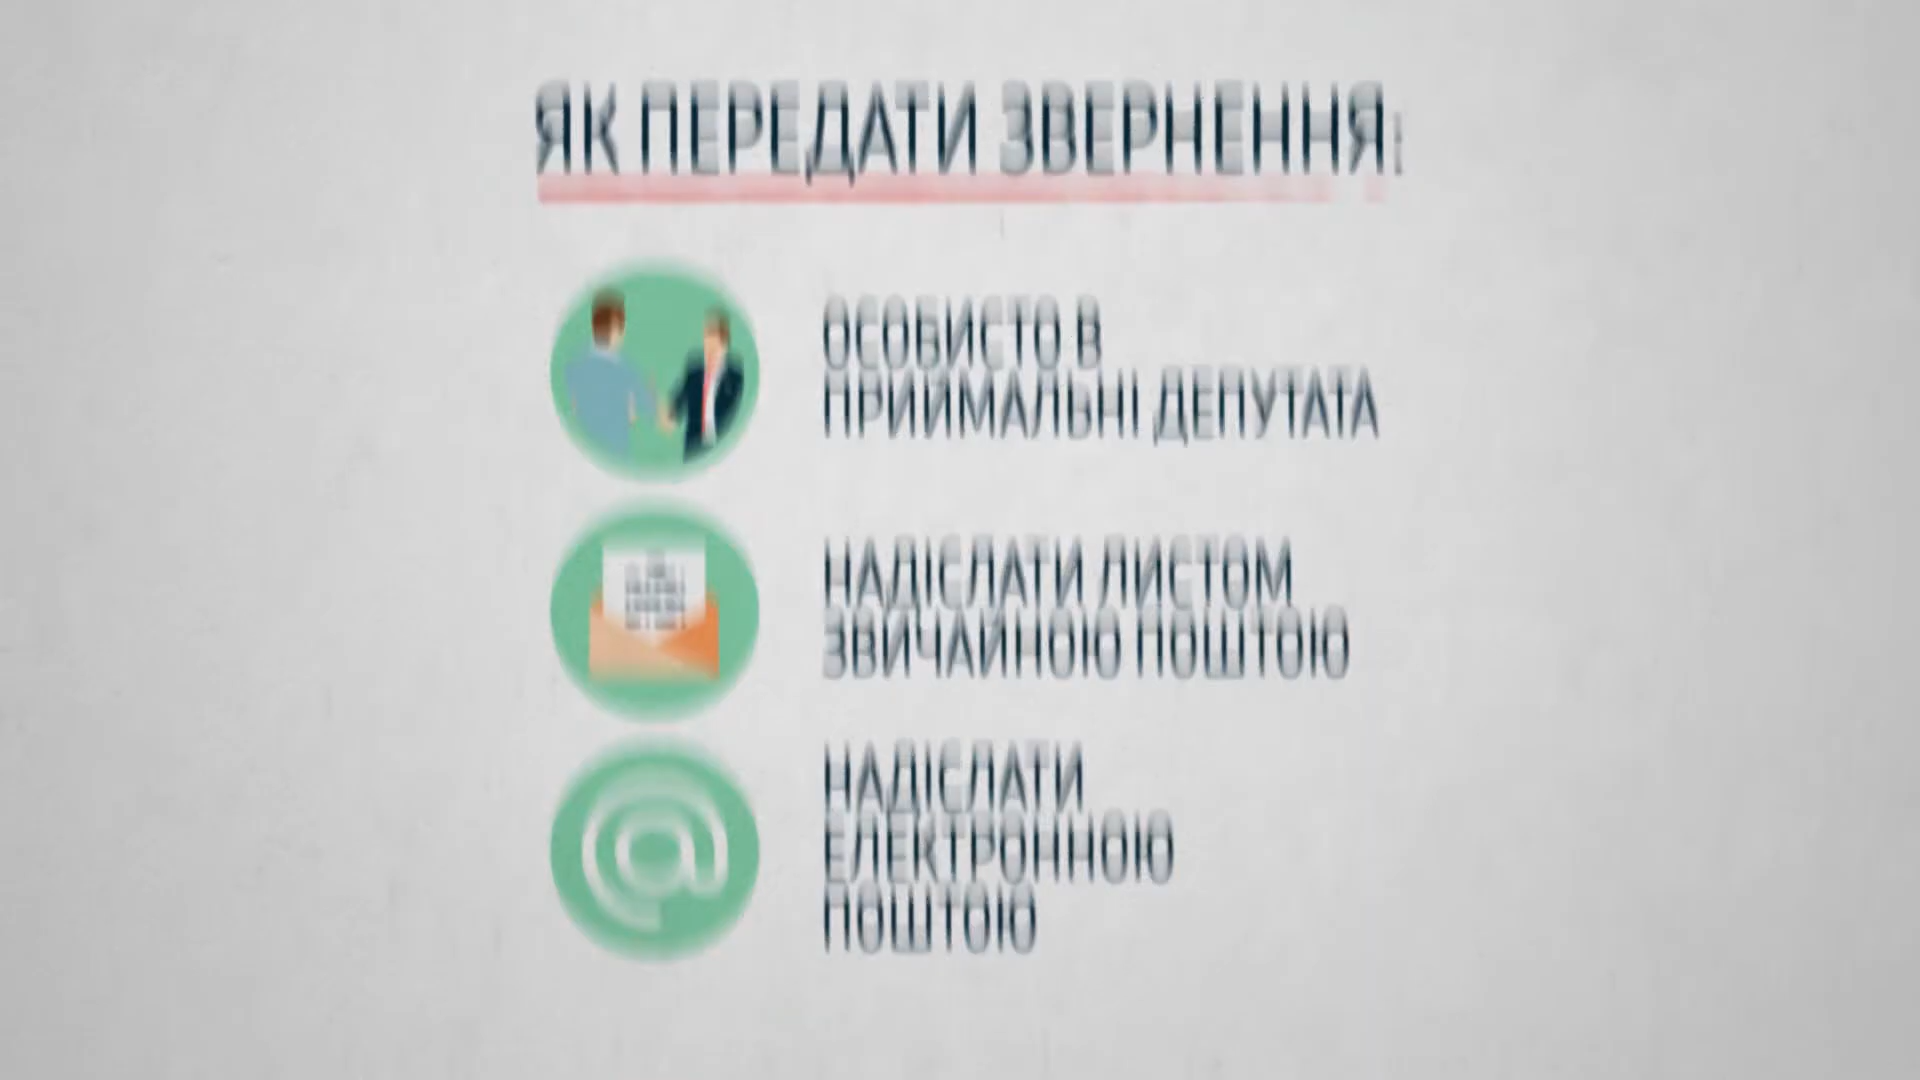 ЯК ПЕРЕДАТИ ЗВЕРНЕННЯ:
ОСОБИСТО В
ПРИЙМАЛЬНІ ДЕПУТАТА
НАДІСЛАТИ ЛИСТОМ
ЗВИЧАЙНОЮ ПОШТОЮ
НАДІСЛАТИ
ЕЛЕКТРОННОЮ
ПОШТОЮ